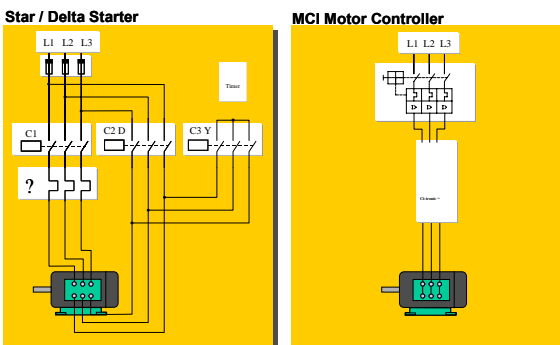 Star / Delta Starter
L1 L2 L3
Timer
C1
C2 D
C3 Y
?
MCI Motor Controller
L1 L2 L3